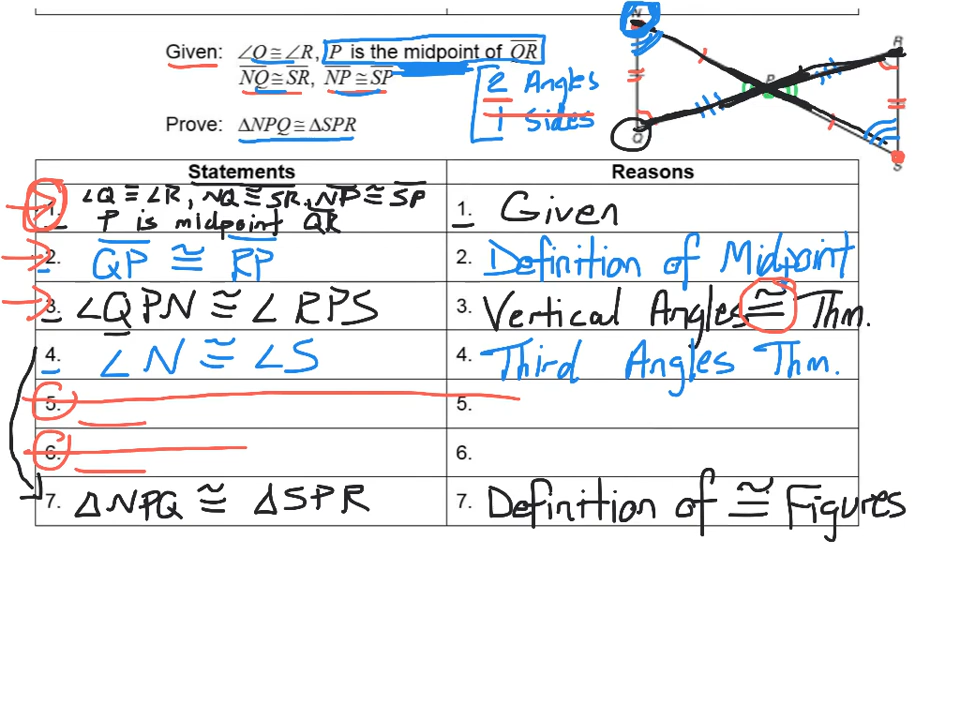 Given: ∠Q ≅ ∠R, P is the midpoint of QR
NQ ≅ SR, NP ≅ SP
2 Angles
1 Sides
Prove: ΔNPQ ≅ ΔSPR
N
R
P
Q
S
Statements Reasons
1. ∠Q ≅ ∠R, NQ ≅ SR, NP ≅ SP 1. Given
P is midpoint QR
2. QP ≅ RP 2. Definition of Midpoint
3. ∠QPN ≅ ∠RPS 3. Vertical Angles ≅ Thm.
4. ∠N ≅ ∠S 4. Third Angles Thm.
5. 5.
6. 6.
7. ΔNPQ ≅ ΔSPR 7. Definition of ≅ Figures